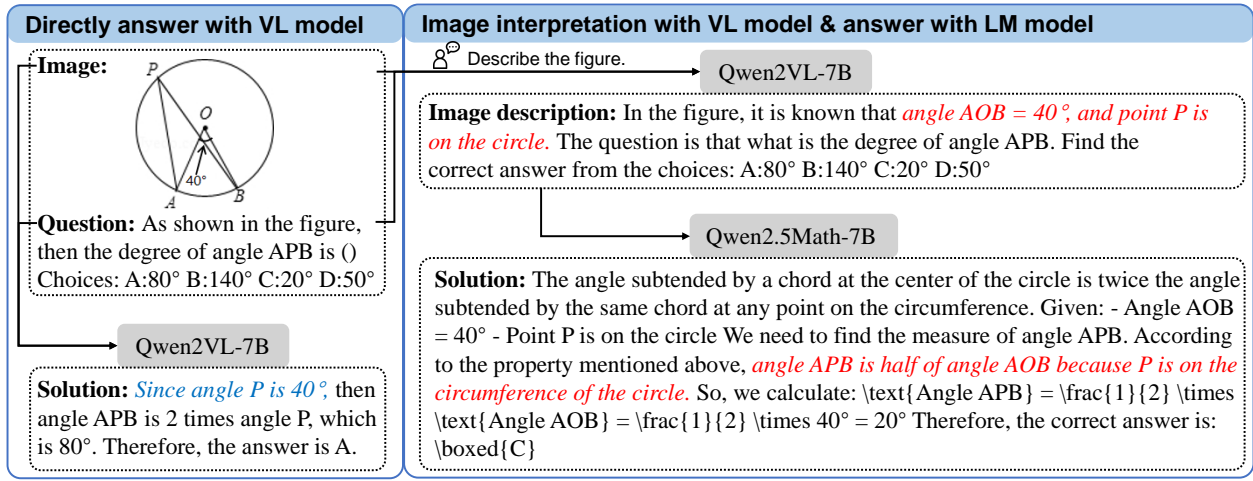 Directly answer with VL model
Image:
P
O
40°
A
B
Question: As shown in the figure,
then the degree of angle APB is ()
Choices: A:80° B:140° C:20° D:50°
Qwen2VL-7B
Solution: Since angle P is 40°, then
angle APB is 2 times angle P, which
is 80°. Therefore, the answer is A.
Image interpretation with VL model & answer with LM model
Describe the figure.
Qwen2VL-7B
Image description: In the figure, it is known that angle AOB = 40°, and point P is
on the circle. The question is that what is the degree of angle APB. Find the
correct answer from the choices: A:80° B:140° C:20° D:50°
Qwen2.5Math-7B
Solution: The angle subtended by a chord at the center of the circle is twice the angle
subtended by the same chord at any point on the circumference. Given: - Angle AOB
= 40° - Point P is on the circle We need to find the measure of angle APB. According
to the property mentioned above, angle APB is half of angle AOB because P is on the
circumference of the circle. So, we calculate: \text{Angle APB} = \frac{1}{2} \times
\text{Angle AOB} = \frac{1}{2} \times 40° = 20° Therefore, the correct answer is:
\boxed{C}